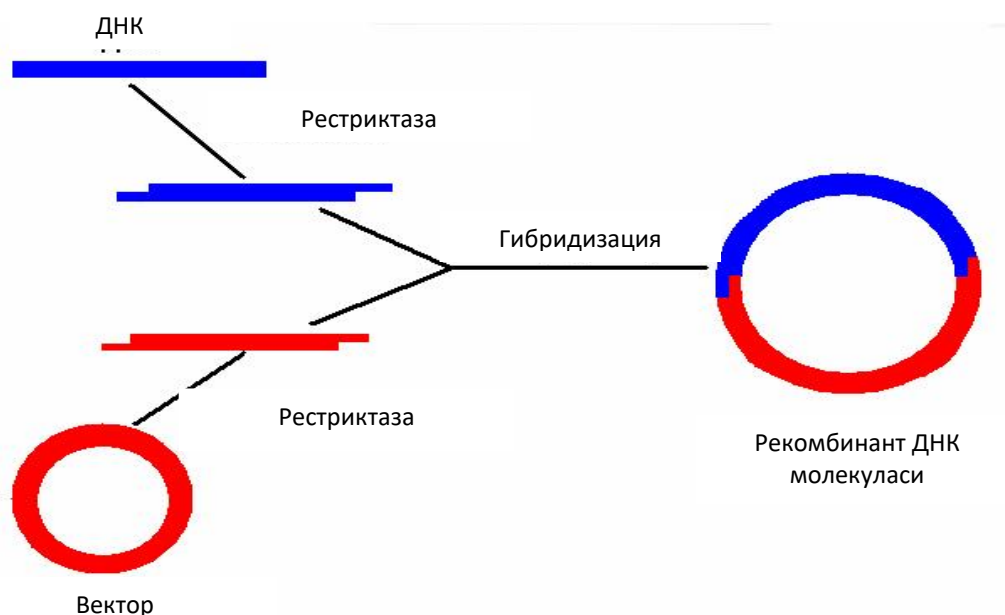 ДНК
Рестриктаза
Гибридизация
Рестриктаза
Рекомбинант ДНК
молекуласи
Вектор